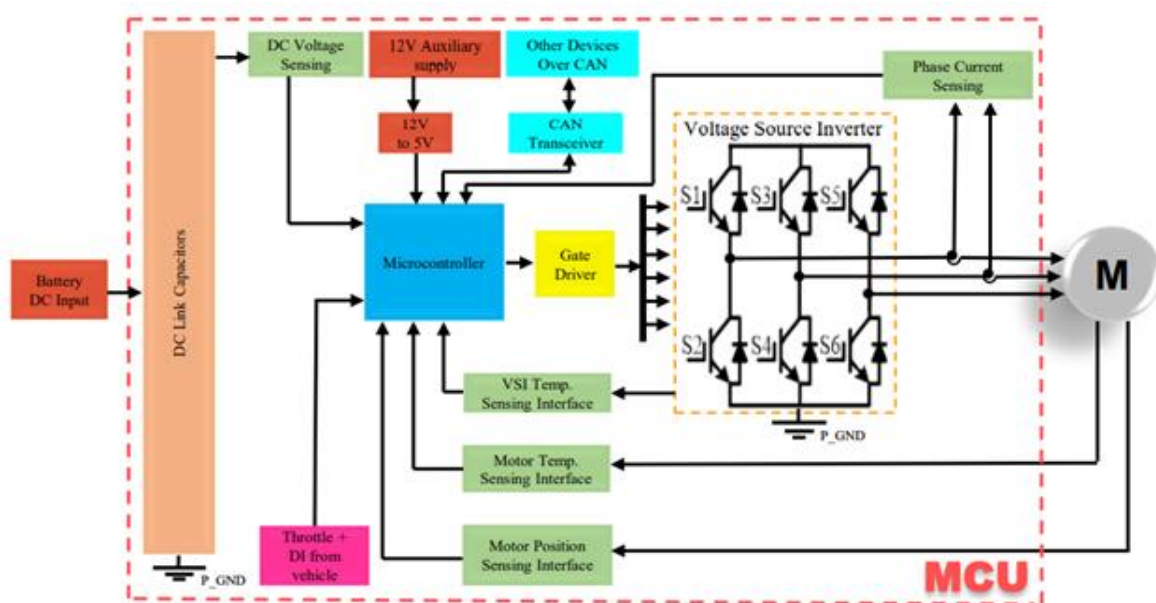 DC Voltage
Sensing
12V Auxiliary
supply
Other Devices
Over CAN
Phase Current
Sensing
12V
to 5V
CAN
Transceiver
Voltage Source Inverter
S1
S3
S5
Battery
DC Input
DC Link Capacitors
Microcontroller
Gate
Driver
M
S2
S4
S6
VSI Temp.
Sensing Interface
P_GND
Motor Temp.
Sensing Interface
Throttle +
DI from
vehicle
Motor Position
Sensing Interface
P_GND
MCU